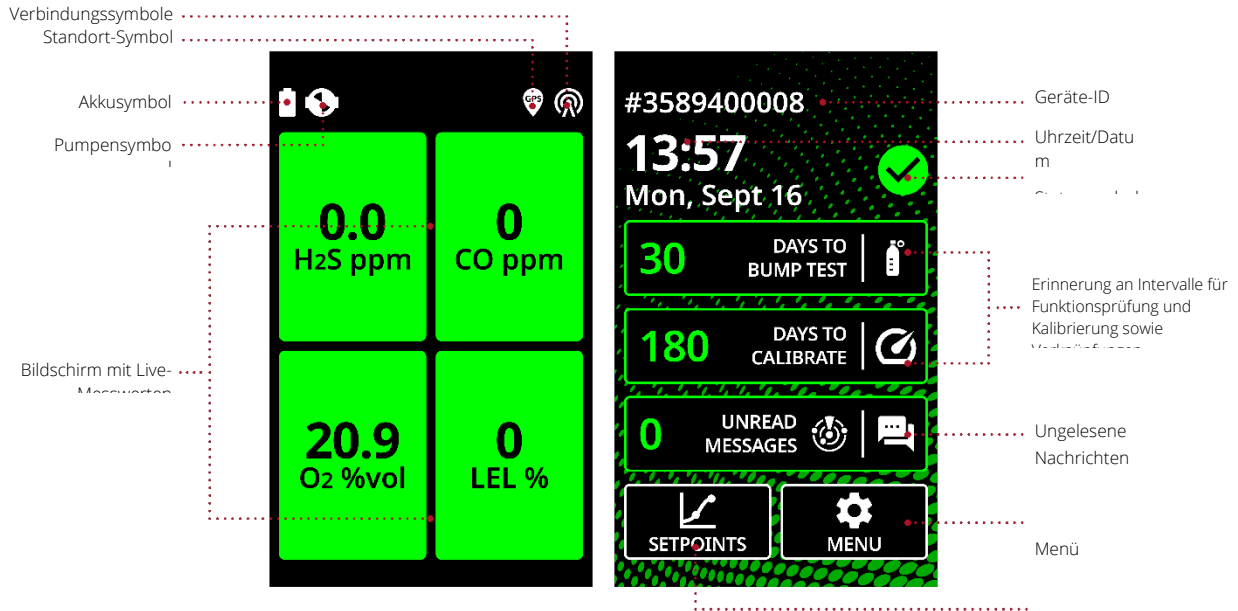 Verbindungssymbole
Standort-Symbol
Akkusymbol
Pumpensymbo
Bildschirm mit Live-
GPS
0.0
H2S ppm
0
CO ppm
20.9
O2 %vol
0
LEL %
#3589400008
13:57
Mon, Sept 16
30
DAYS TO
BUMP TEST
180
DAYS TO
CALIBRATE
0
UNREAD
MESSAGES
SETPOINTS
MENU
Geräte-ID
Uhrzeit/Datu
m
Erinnerung an Intervalle für
Funktionsprüfung und
Kalibrierung sowie
Ungelesene
Nachrichten
Menü